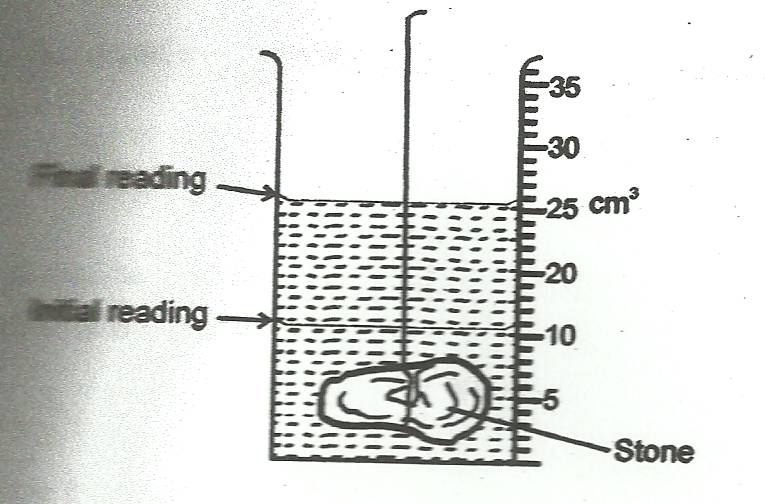 35
30
Final reading
25 cm³
20
Initial reading
10
5
Stone